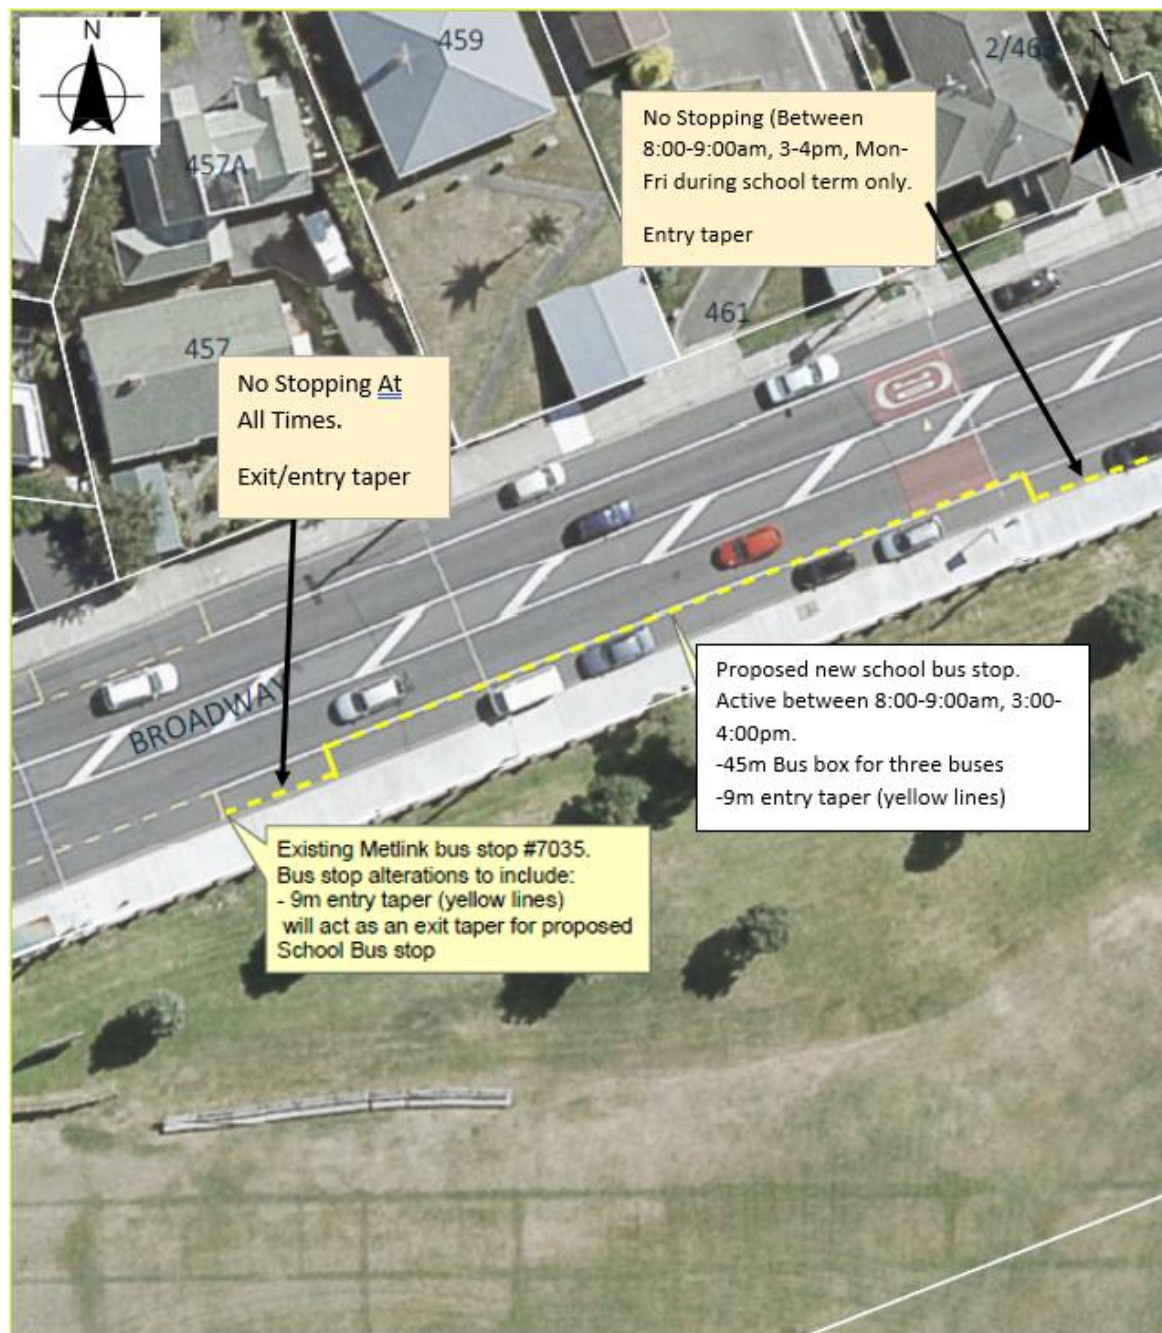 N
459
2/46
N
457A
No Stopping (Between
8:00-9:00am, 3-4pm, Mon-
Fri during school term only.
Entry taper
461
457
No Stopping At
All Times.
Exit/entry taper
BROADWAY
Proposed new school bus stop.
Active between 8:00-9:00am, 3:00-
4:00pm.
-45m Bus box for three buses
-9m entry taper (yellow lines)
Existing Metlink bus stop #7035.
Bus stop alterations to include:
- 9m entry taper (yellow lines)
will act as an exit taper for proposed
School Bus stop